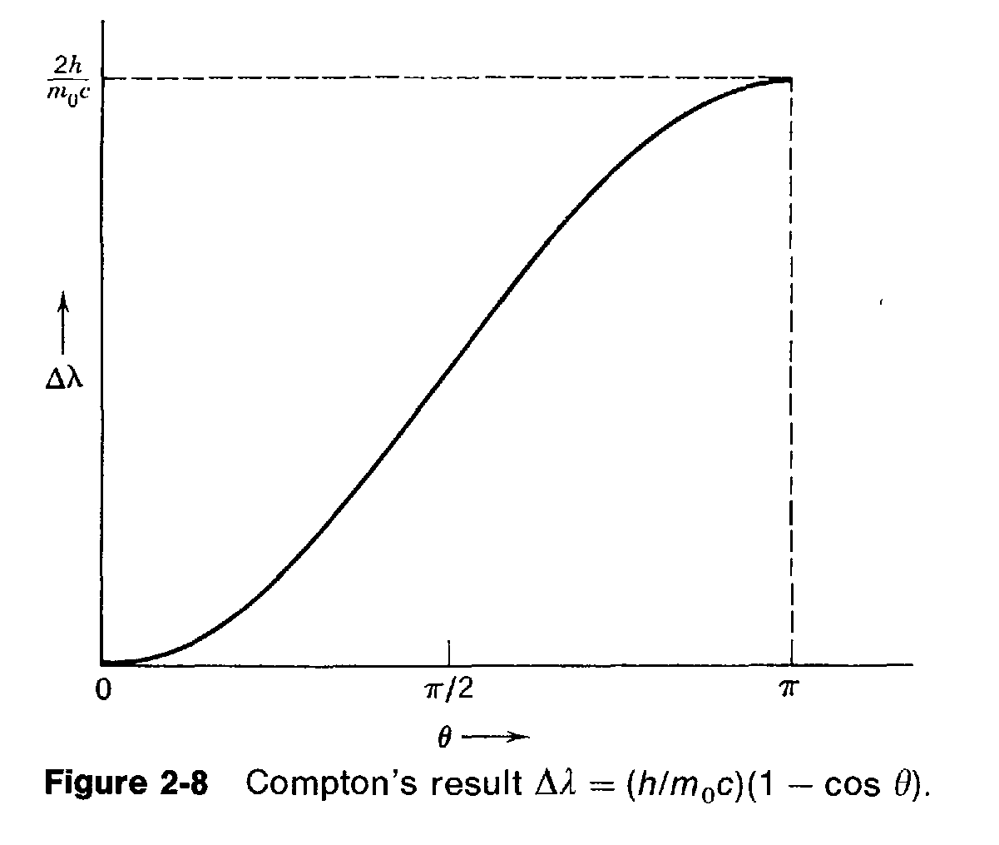 2h
m₀c
Δλ
0
π/2
π
θ
Figure 2-8 Compton's result Δλ = (h/m₀c)(1 − cos θ).